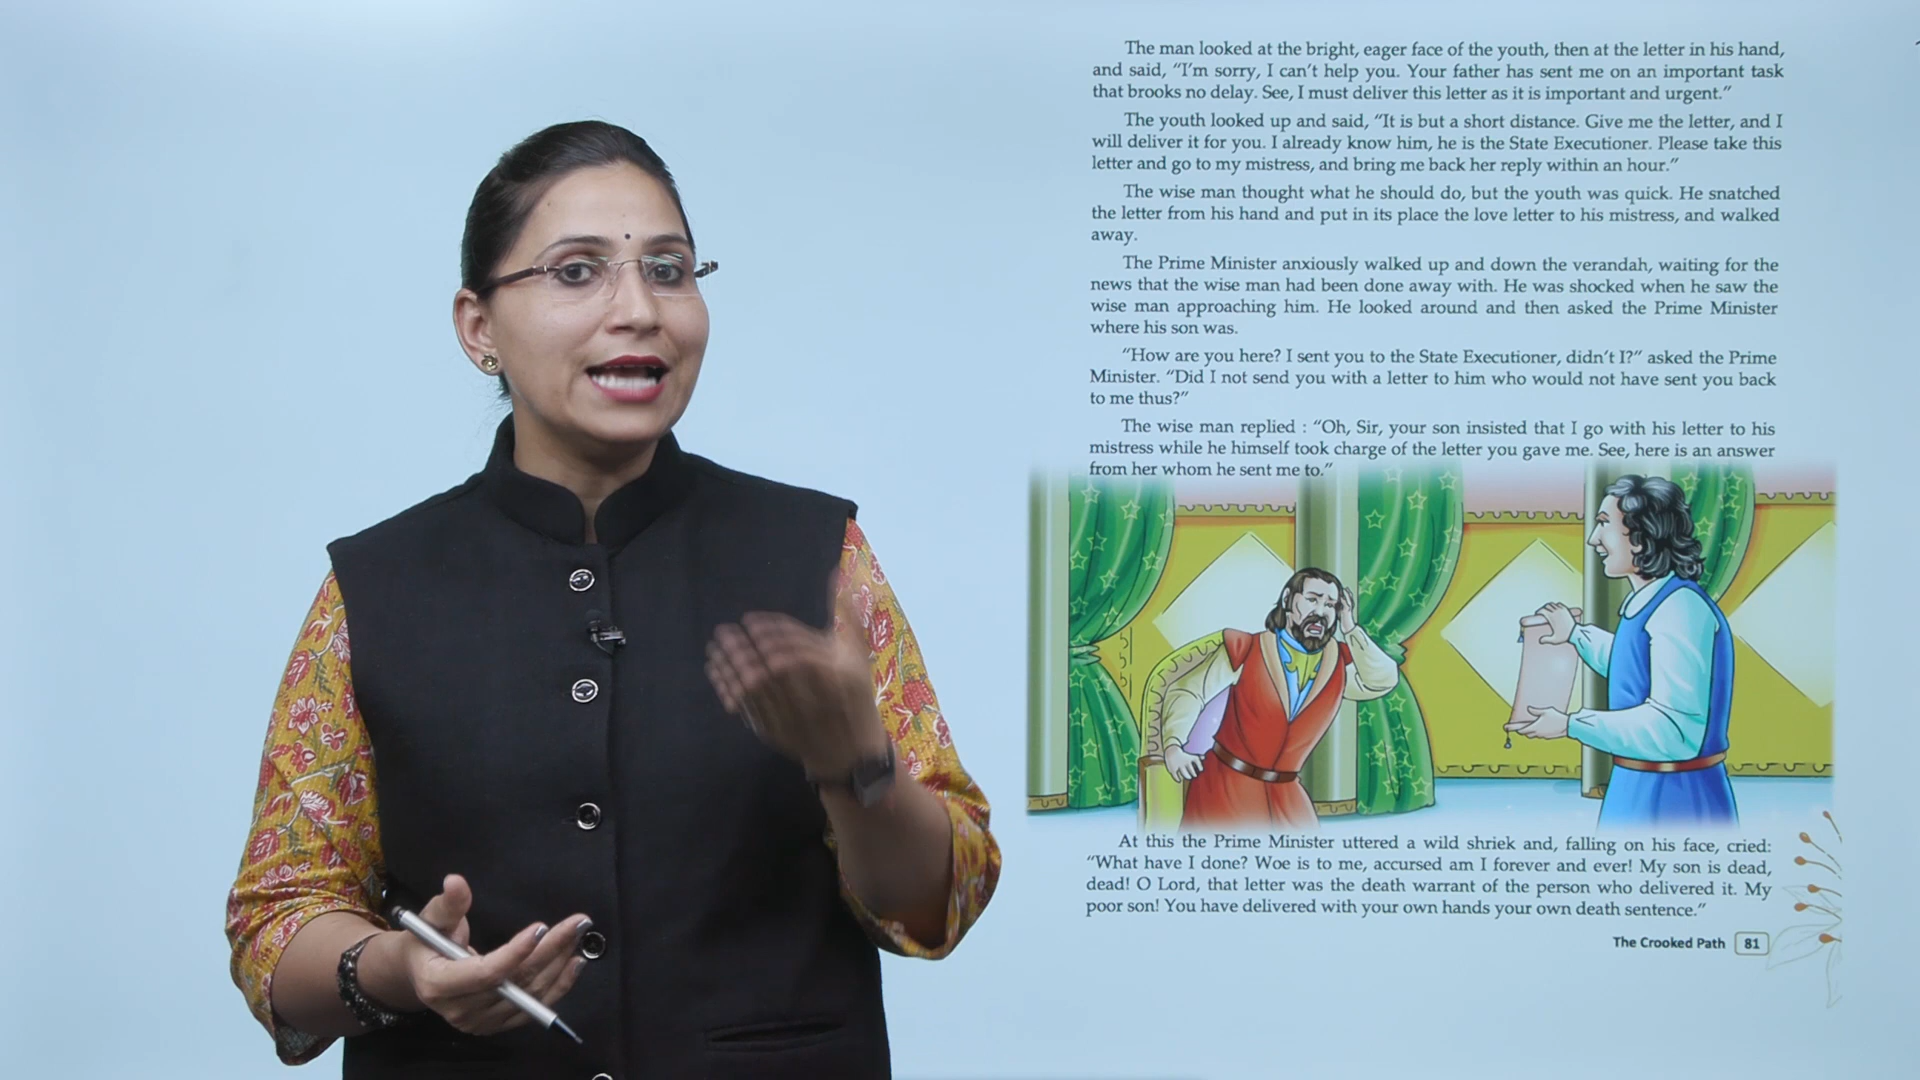 The man looked at the bright, eager face of the youth, then at the letter in his hand,
and said, “I’m sorry, I can’t help you. Your father has sent me on an important task
that brooks no delay. See, I must deliver this letter as it is important and urgent.”
The youth looked up and said, “It is but a short distance. Give me the letter, and I
will deliver it for you. I already know him, he is the State Executioner. Please take this
letter and go to my mistress, and bring me back her reply within an hour.”
The wise man thought what he should do, but the youth was quick. He snatched
the letter from his hand and put in its place the love letter to his mistress, and walked
away.
The Prime Minister anxiously walked up and down the verandah, waiting for the
news that the wise man had been done away with. He was shocked when he saw the
wise man approaching him. He looked around and then asked the Prime Minister
where his son was.
“How are you here? I sent you to the State Executioner, didn’t I?” asked the Prime
Minister. “Did I not send you with a letter to him who would not have sent you back
to me thus?”
The wise man replied : “Oh, Sir, your son insisted that I go with his letter to his
mistress while he himself took charge of the letter you gave me. See, here is an answer
from her whom he sent me to.”
At this the Prime Minister uttered a wild shriek and, falling on his face, cried:
“What have I done? Woe is to me, accursed am I forever and ever! My son is dead,
dead! O Lord, that letter was the death warrant of the person who delivered it. My
poor son! You have delivered with your own hands your own death sentence.”
The Crooked Path 81